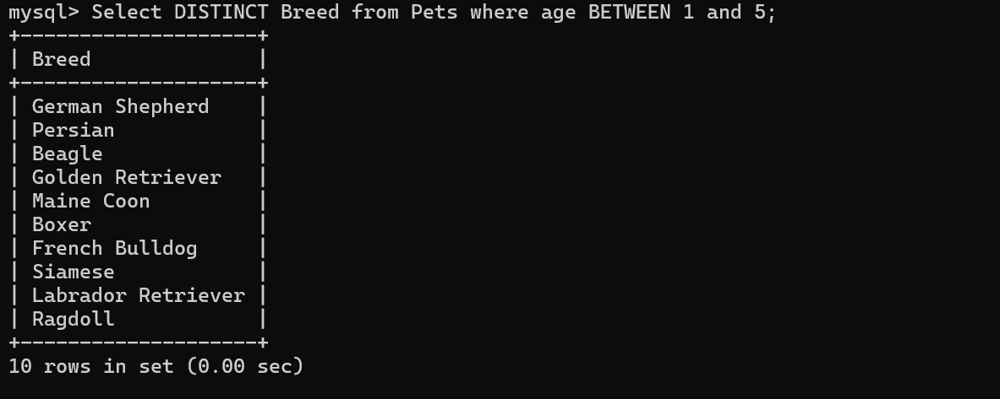 mysql> Select DISTINCT Breed from Pets where age BETWEEN 1 and 5;
+--------------------+
| Breed              |
+--------------------+
| German Shepherd    |
| Persian            |
| Beagle             |
| Golden Retriever   |
| Maine Coon         |
| Boxer              |
| French Bulldog     |
| Siamese            |
| Labrador Retriever |
| Ragdoll            |
+--------------------+
10 rows in set (0.00 sec)